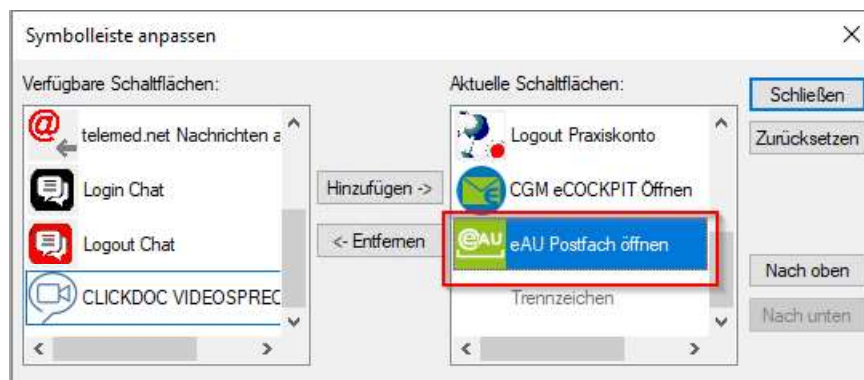 Symbolleiste anpassen
Verfügbare Schaltflächen:
Aktuelle Schaltflächen:
Schließen
Zurücksetzen
telemed.net Nachrichten a
Login Chat
Logout Chat
CLICKDOC VIDEOSPREC
Hinzufügen ->
<- Entfernen
Logout Praxiskonto
CGM eCOCKPIT Öffnen
eAU
eAU Postfach öffnen
Trennzeichen
Nach oben
Nach unten